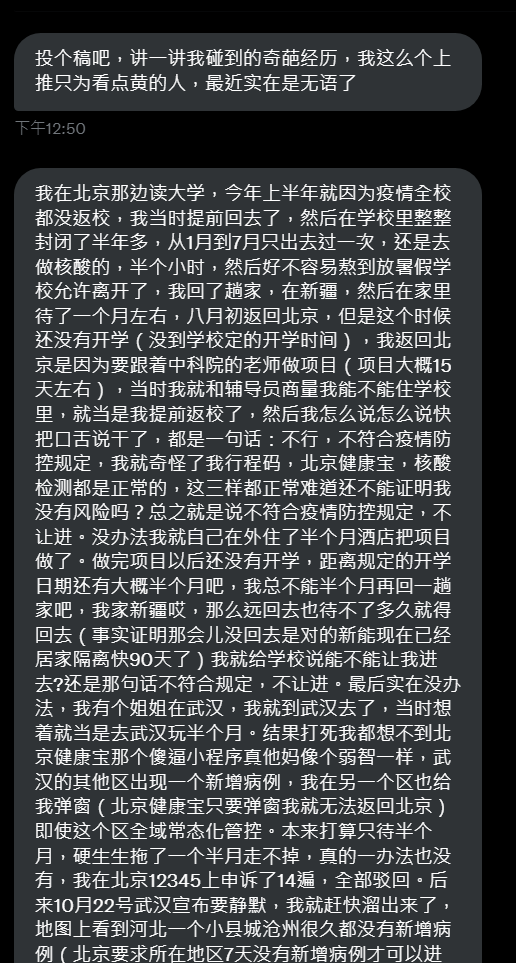 投个稿吧，讲一讲我碰到的奇葩经历，我这么个上
推只为看点黄的人，最近实在是无语了
下午12:50
我在北京那边读大学，今年上半年就因为疫情全校
都没返校，我当时提前回去了，然后在学校里整整
封闭了半年多，从1月到7月只出去过一次，还是去
做核酸的，半个小时，然后好不容易熬到放暑假学
校允许离开了，我回了趟家，在新疆，然后在家里
待了一个月左右，八月初返回北京，但是这个时候
还没有开学（没到学校定的开学时间），我返回北
京是因为要跟着中科院的老师做项目（项目大概15
天左右），当时我就和辅导员商量我能不能住学校
里，就当是我提前返校了，然后我怎么说怎么说快
把口舌说干了，都是一句话：不行，不符合疫情防
控规定，我就奇怪了我行程码，北京健康宝，核酸
检测都是正常的，这三样都正常难道还不能证明我
没有风险吗？总之就是说不符合疫情防控规定，不
让进。没办法我就自己在外住了半个月酒店把项目
做了。做完项目以后还没有开学，距离规定的开学
日期还有大概半个月吧，我总不能半个月再回一趟
家吧，我家新疆哎，那么远回去也待不了多久就得
回去（事实证明那会儿没回去是对的新能现在已经
居家隔离快90天了）我就给学校说能不能让我进
去?还是那句话不符合规定，不让进。最后实在没办
法，我有个姐姐在武汉，我就到武汉去了，当时想
着就当是去武汉玩半个月。结果打死我都想不到北
京健康宝那个傻逼小程序真他妈像个弱智一样，武
汉的其他区出现一个新增病例，我在另一个区也给
我弹窗（北京健康宝只要弹窗我就无法返回北京）
即使这个区全域常态化管控。本来打算只待半个
月，硬生生拖了一个半月走不掉，真的一办法也没
有，我在北京12345上申诉了14遍，全部驳回。后
来10月22号武汉宣布要静默，我就赶快溜出来了，
地图上看到河北一个小县城沧州很久都没有新增病
例（北京要求所在地区7天没有新增病例才可以进